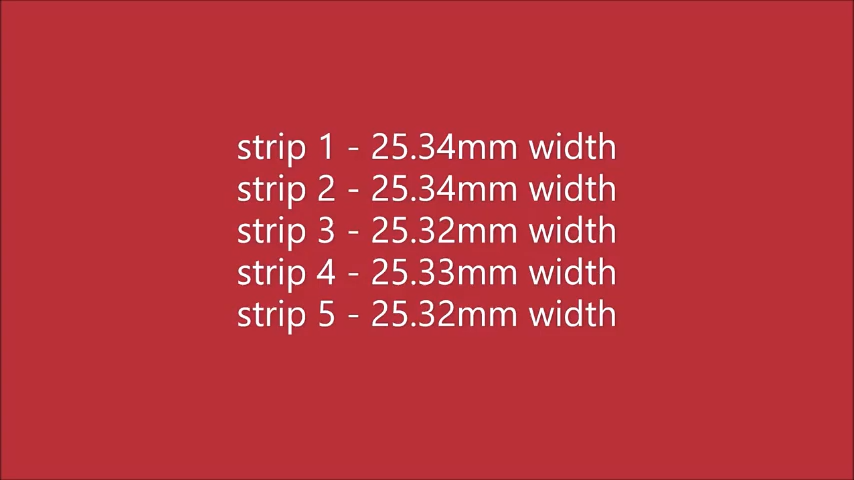 strip 1 - 25.34mm width
strip 2 - 25.34mm width
strip 3 - 25.32mm width
strip 4 - 25.33mm width
strip 5 - 25.32mm width